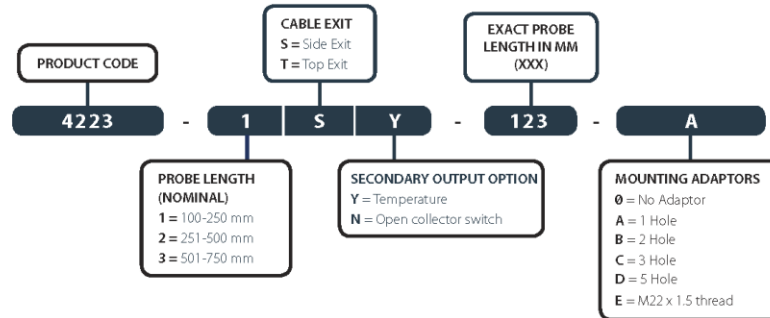 CABLE EXIT
S = Side Exit
T = Top Exit
EXACT PROBE
LENGTH IN MM
(XXX)
PRODUCT CODE
4223 - 1 S Y - 123 - A
PROBE LENGTH
(NOMINAL)
1 = 100-250 mm
2 = 251-500 mm
3 = 501-750 mm
SECONDARY OUTPUT OPTION
Y = Temperature
N = Open collector switch
MOUNTING ADAPTORS
0 = No Adaptor
A = 1 Hole
B = 2 Hole
C = 3 Hole
D = 5 Hole
E = M22 x 1.5 thread